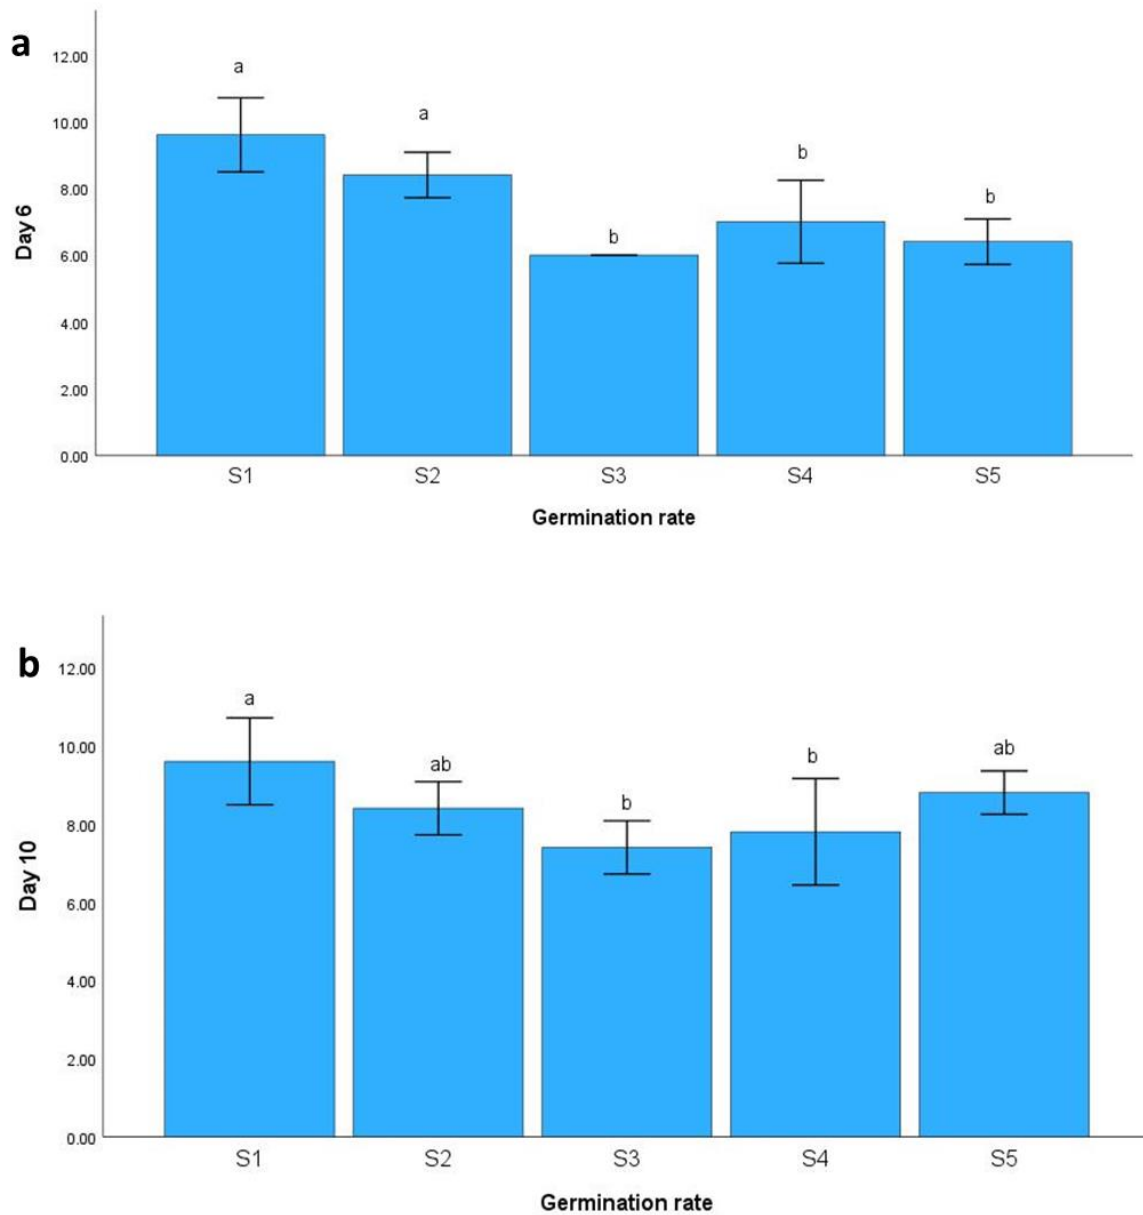 a
12.00
10.00
8.00
6.00
4.00
2.00
0.00
Day 6
a
a
b
b
b
S1 S2 S3 S4 S5
Germination rate
b
12.00
10.00
8.00
6.00
4.00
2.00
0.00
Day 10
a
ab
b
b
ab
S1 S2 S3 S4 S5
Germination rate